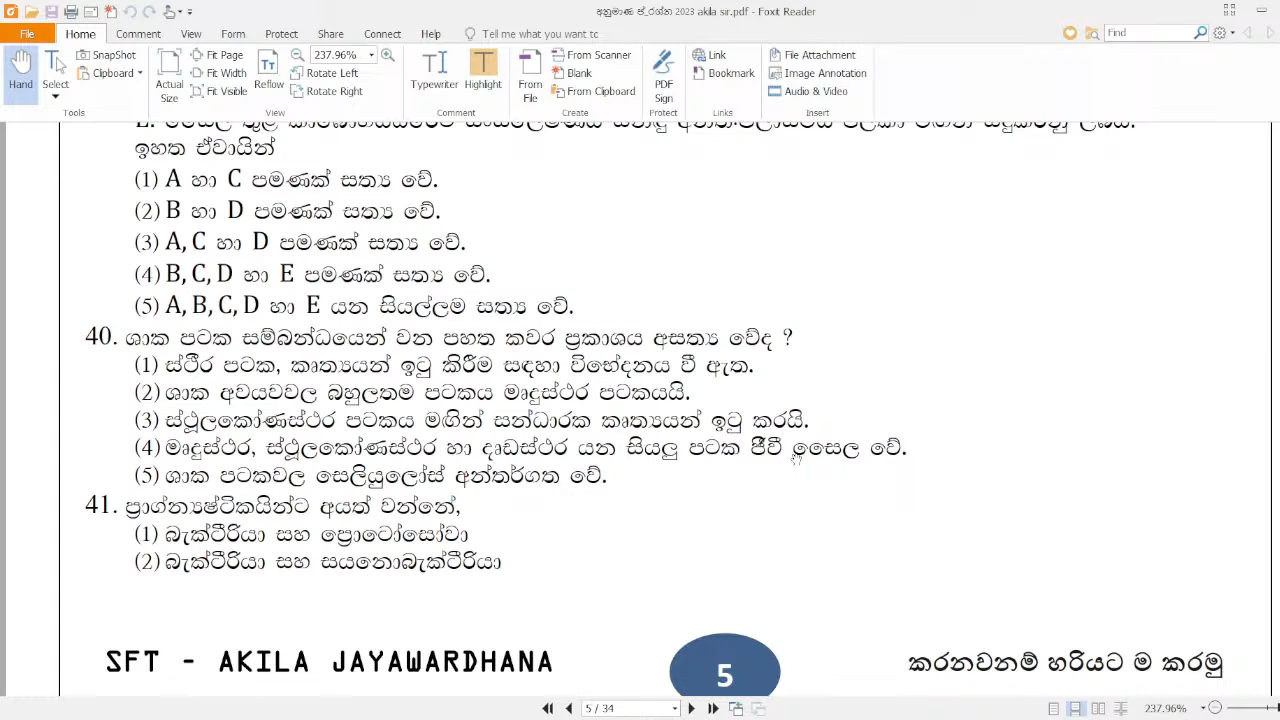 අනුමාන ප්‍රශ්න 2023 akila sir.pdf - Foxit Reader
File Home Comment View Form Protect Share Connect Help Tell me what you want to Find
Hand Select SnapShot Clipboard Actual Size Fit Page Fit Width Fit Visible Reflow 237.96% Rotate Left Rotate Right Typewriter Highlight From File From Scanner Blank From Clipboard PDF Sign Link Bookmark File Attachment Image Annotation Audio & Video
Tools View Comment Create Protect Links Insert
ඉහත ඒවායින්
(1) A හා C පමණක් සත්‍ය වේ.
(2) B හා D පමණක් සත්‍ය වේ.
(3) A, C හා D පමණක් සත්‍ය වේ.
(4) B, C, D හා E පමණක් සත්‍ය වේ.
(5) A, B, C, D හා E යන සියල්ලම සත්‍ය වේ.
40. ශාක පටක සම්බන්ධයෙන් වන පහත කවර ප්‍රකාශය අසත්‍ය වේද ?
(1) ස්ථීර පටක, කෘත්‍යයන් ඉටු කිරීම සඳහා විභේදනය වී ඇත.
(2) ශාක අවයවවල බහුලතම පටකය මෘදුස්ථර පටකයයි.
(3) ස්ථූලකෝණස්ථර පටකය මඟින් සන්ධාරක කෘත්‍යයන් ඉටු කරයි.
(4) මෘදුස්ථර, ස්ථූලකෝණස්ථර හා දෘඩස්ථර යන සියලු පටක ජීවී සෛල වේ.
(5) ශාක පටකවල සෙලියුලෝස් අන්තර්ගත වේ.
41. ප්‍රාග්න්‍යෂ්ටිකයින්ට අයත් වන්නේ,
(1) බැක්ටීරියා සහ ප්‍රොටෝසෝවා
(2) බැක්ටීරියා සහ සයනොබැක්ටීරියා
SFT - AKILA JAYAWARDHANA 5 කරනවනම් හරියට ම කරමු
5 / 34 237.96%